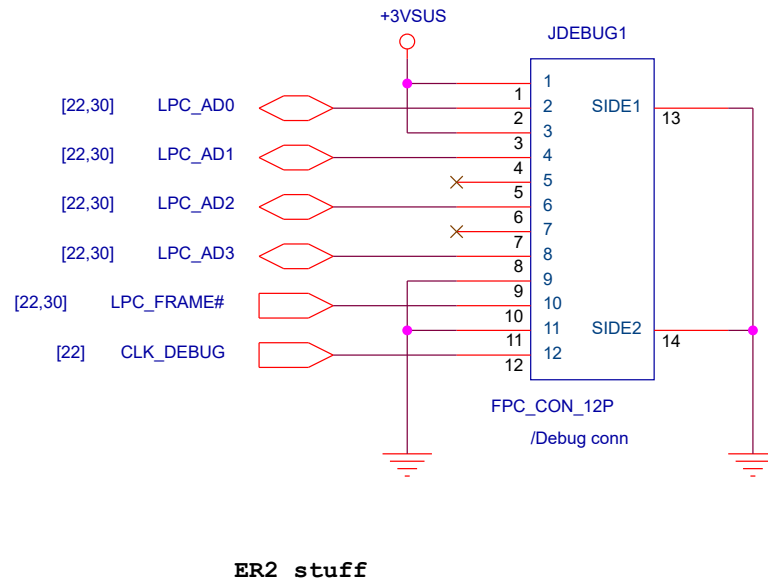 +3VSUS
JDEBUG1
1
1
[22,30] LPC_AD0 2 SIDE1 13
2
3
3
[22,30] LPC_AD1 4
4
5
5
[22,30] LPC_AD2 6
6
7
7
[22,30] LPC_AD3 8
8
9
9
[22,30] LPC_FRAME# 10
10
11 SIDE2 14
11
[22] CLK_DEBUG 12
12
FPC_CON_12P
/Debug conn
ER2 stuff